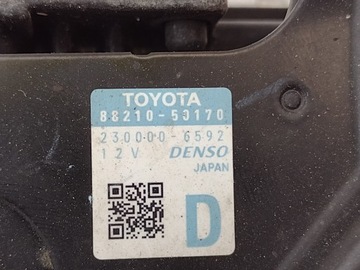 TOYOTA
88210-53170
230000-6592
12V DENSO
JAPAN
D